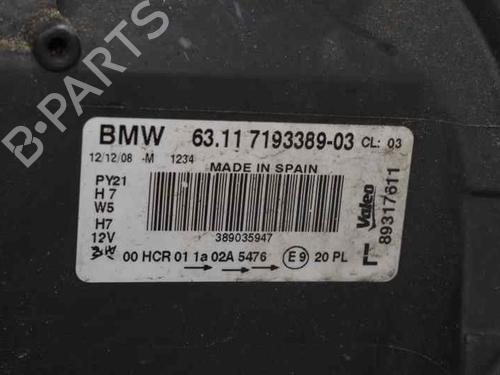 B-PARTS
BMW 63.11 7193389-03 CL: 03
12/12/08 -M 1234
MADE IN SPAIN
PY21
H7
W5
H7
12V
389035947
00 HCR 01 1a 02A 5476 E9 20 PL
Valeo
89317611